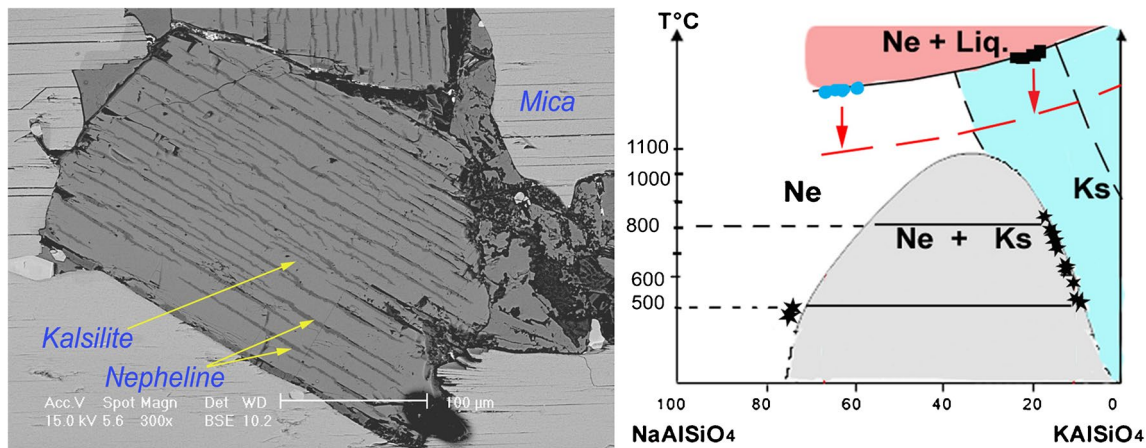 Mica
Kalsilite
Nepheline
Acc.V Spot Magn Det WD 100 µm
15.0 kV 5.6 300x BSE 10.2
T°C
Ne + Liq.
1100
1000
Ne
Ks
800
Ne + Ks
600
500
80 60 40 20 0
NaAlSiO4 KAlSiO4